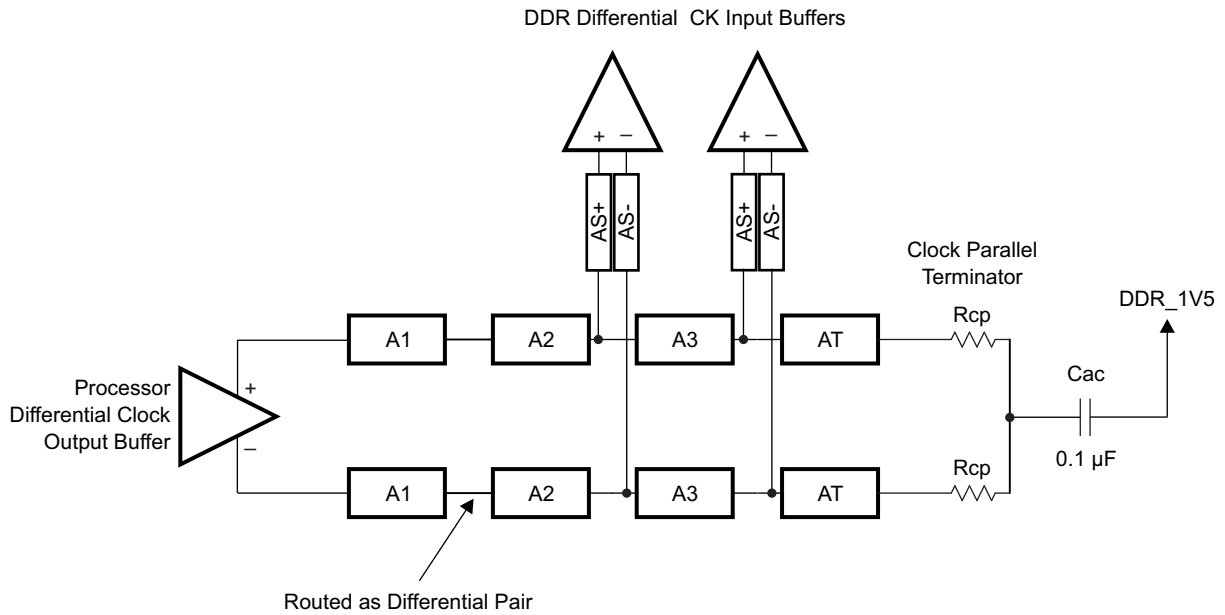 DDR Differential CK Input Buffers
+ −
+ −
AS+
AS-
AS+
AS-
Clock Parallel
Terminator
DDR_1V5
Rcp
A1
A2
A3
AT
Cac
Processor
Differential Clock
Output Buffer
+
−
0.1 µF
Rcp
A1
A2
A3
AT
Routed as Differential Pair